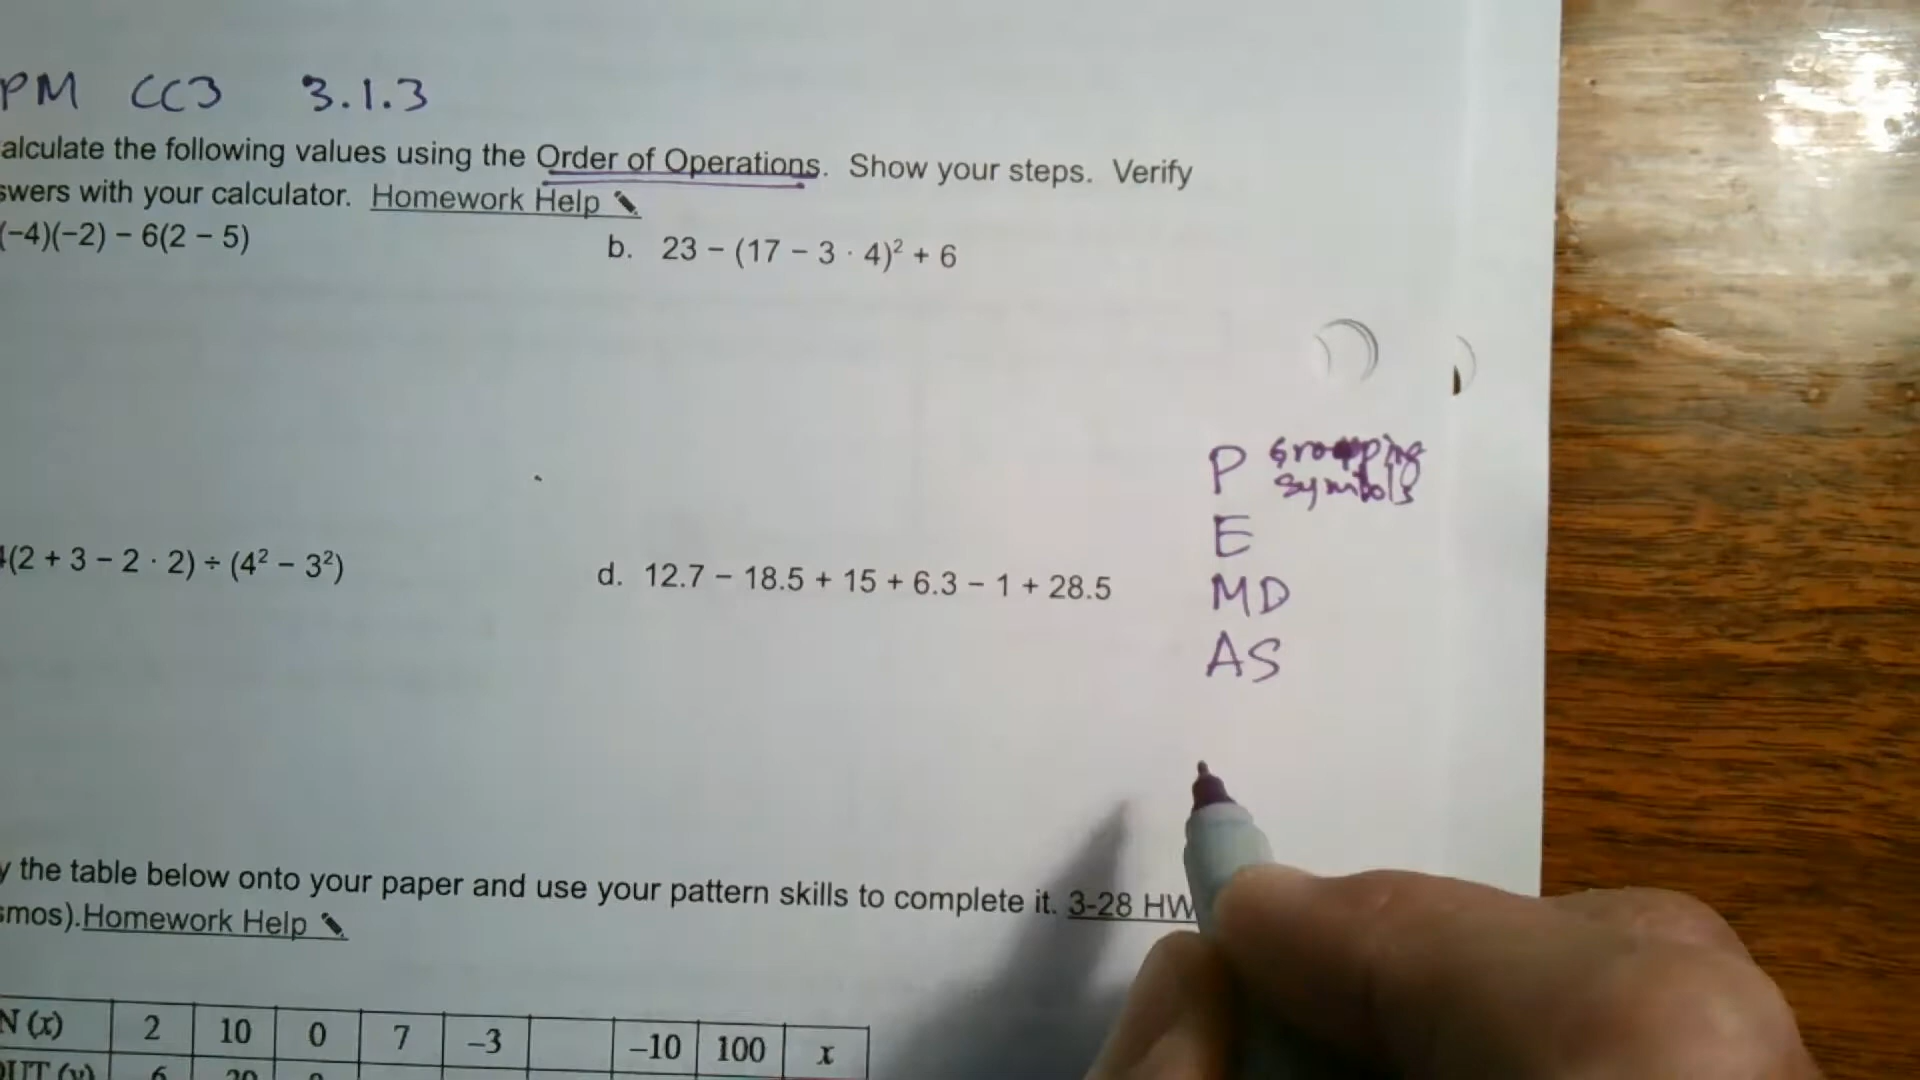 PM CC3 3.1.3
alculate the following values using the Order of Operations. Show your steps. Verify
swers with your calculator. Homework Help
(−4)(−2) − 6(2 − 5)
b. 23 − (17 − 3 · 4)² + 6
P Grouping
symbols
E
MD
AS
(2 + 3 − 2 · 2) ÷ (4² − 3²)
d. 12.7 − 18.5 + 15 + 6.3 − 1 + 28.5
the table below onto your paper and use your pattern skills to complete it. 3-28 HW
smos).Homework Help
N (x) 2 10 0 7 −3 −10 100 x
OUT (y) 6 20